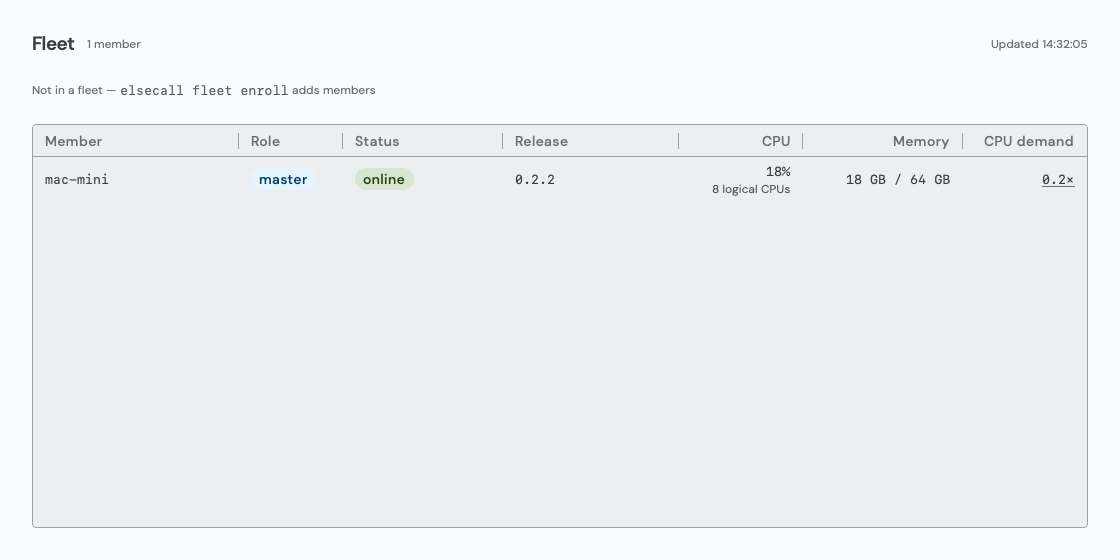 Fleet 1 member Updated 14:32:05
Not in a fleet — elsecall fleet enroll adds members
Member Role Status Release CPU Memory CPU demand
mac-mini master online 0.2.2 18% 18 GB / 64 GB 0.2×
8 logical CPUs